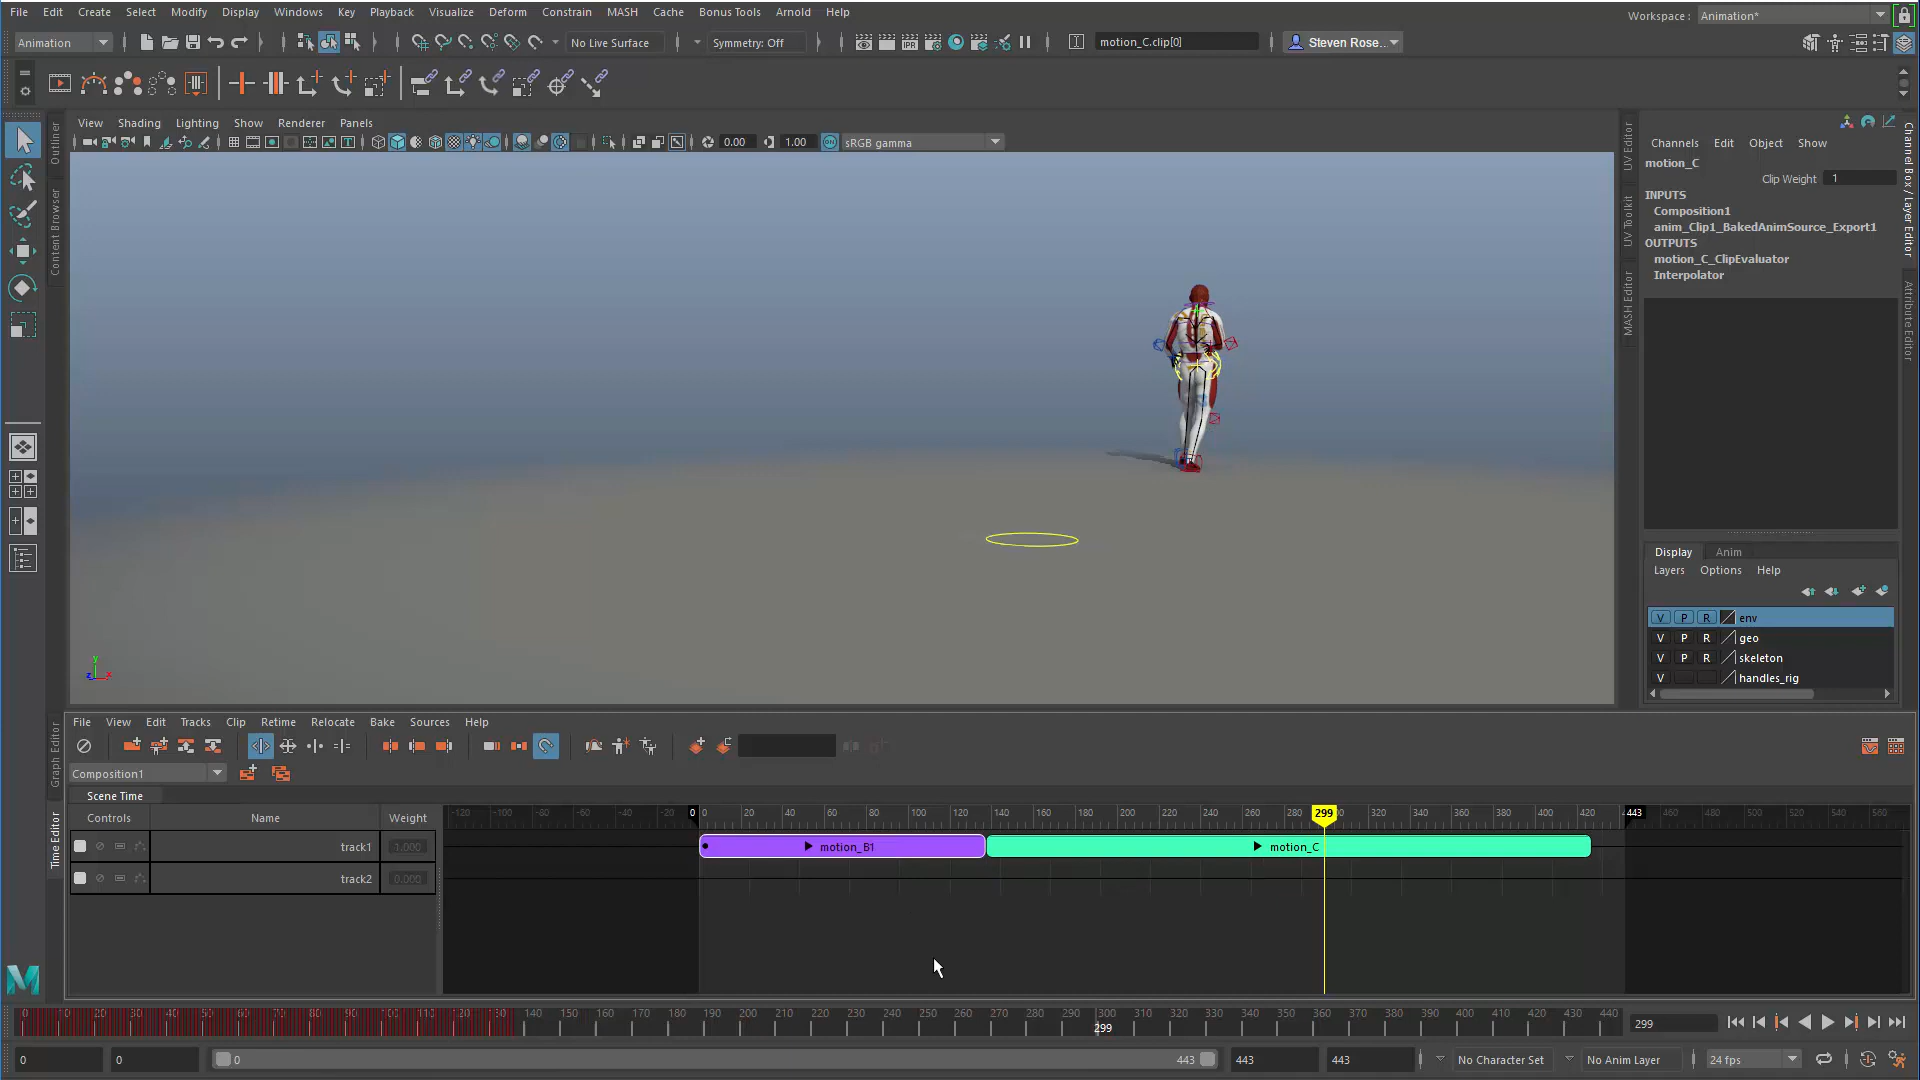 File Edit Create Select Modify Display Windows Key Playback Visualize Deform Constrain MASH Cache Bonus Tools Arnold Help
Workspace : Animation*
Animation No Live Surface Symmetry: Off IPR motion_C.clip[0] Steven Rose...
View Shading Lighting Show Renderer Panels
0.00 1.00 ON sRGB gamma
Outliner
Content Browser
UV Editor
UV Toolkit
MASH Editor
Channels Edit Object Show
motion_C
Clip Weight 1
INPUTS
Composition1
anim_Clip1_BakedAnimSource_Export1
OUTPUTS
motion_C_ClipEvaluator
Interpolator
Channel Box / Layer Editor
Attribute Editor
y
z x
Display Anim
Layers Options Help
V P R env
V P R geo
V P R skeleton
V handles_rig
Graph Editor
Time Editor
File View Edit Tracks Clip Retime Relocate Bake Sources Help
Composition1
Scene Time
Controls Name Weight
-120 -100 -80 -60 -40 -20 0 0 20 40 60 80 100 120 140 160 180 200 220 240 260 280 299 320 340 360 380 400 420 443 460 480 500 520 540 560
track1 1.000 motion_B1 motion_C
track2 0.000
0 10 20 30 40 50 60 70 80 90 100 110 120 130 140 150 160 170 180 190 200 210 220 230 240 250 260 270 280 290 300 310 320 330 340 350 360 370 380 390 400 410 420 430 440
299 299
0 0 0 443 443 443 No Character Set No Anim Layer 24 fps